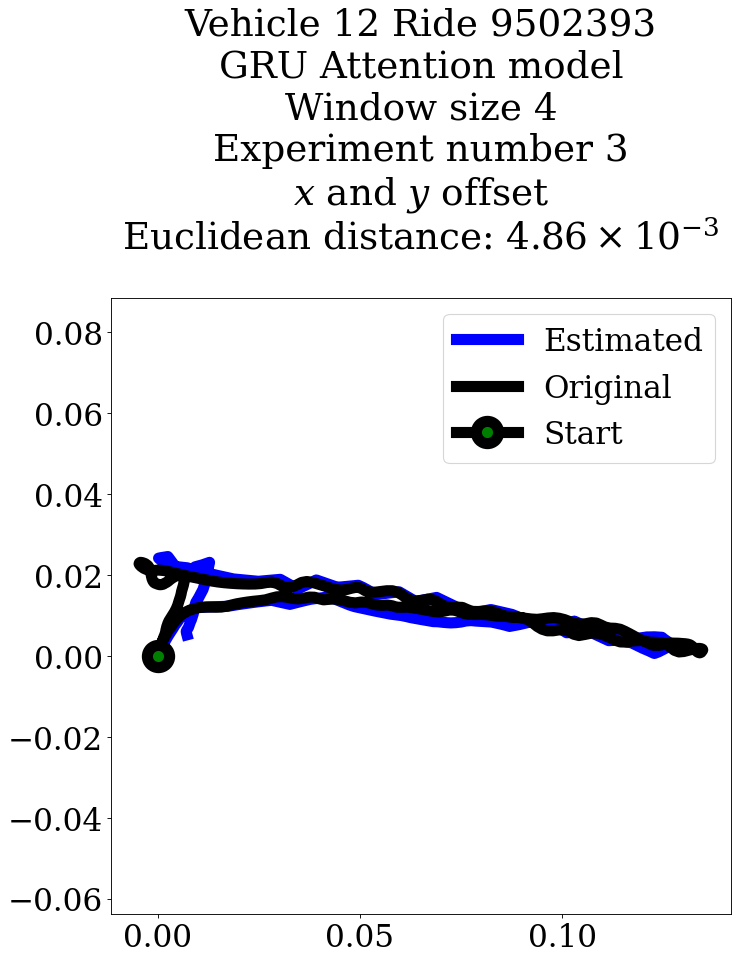 Vehicle 12 Ride 9502393
GRU Attention model
Window size 4
Experiment number 3
x and y offset
Euclidean distance: 4.86 × 10⁻³
Estimated
Original
Start
0.08
0.06
0.04
0.02
0.00
−0.02
−0.04
−0.06
0.00 0.05 0.10